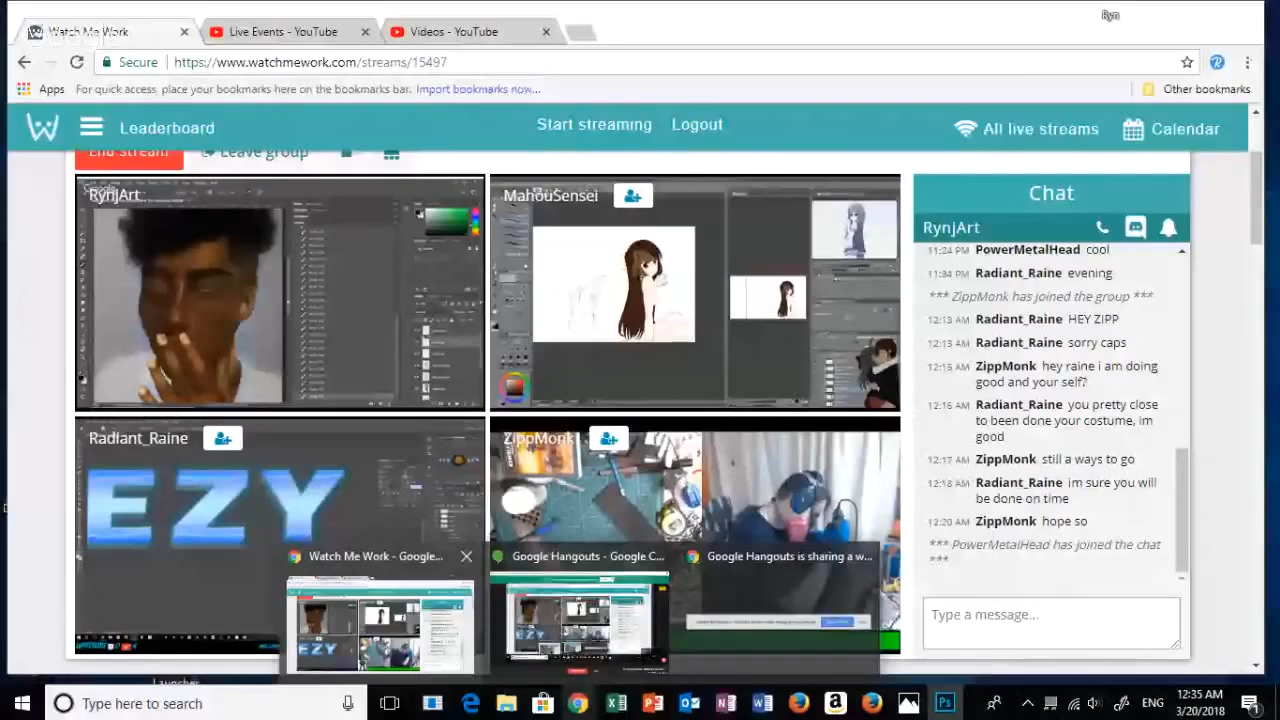 Ryn
Google
Watch Me Work
Live Events - YouTube
Videos - YouTube
Secure
https://www.watchmework.com/streams/15497
Apps
For quick access, place your bookmarks here on the bookmarks bar. Import bookmarks now...
Other bookmarks
Leaderboard
Start streaming
Logout
All live streams
Calendar
End stream
Leave group
RynjArt
MahouSensei
Radiant_Raine
ZippMonk
EZY
Chat
RynjArt
11:24 PM PowerMetalHead cool
11:84 PM Radiant_Raine evening
*** ZippMonk has joined the group ***
12:13 AM Radiant_Raine HEY ZIPP
12:13 AM Radiant_Raine sorry caps
12:15 AM ZippMonk hey raine i am doing
good and your self?
12:16 AM Radiant_Raine you pretty close
to been done your costume, im
good
12:17 AM ZippMonk still a ways to go
12:18 AM Radiant_Raine im sure you will
be done on time
12:20 AM ZippMonk hope so
*** PowerMetalHead has joined the chat
***
Type a message...
Watch Me Work - Google...
Google Hangouts - Google C...
Google Hangouts is sharing a w...
Launcher
Type here to search
ENG
12:35 AM
3/20/2018